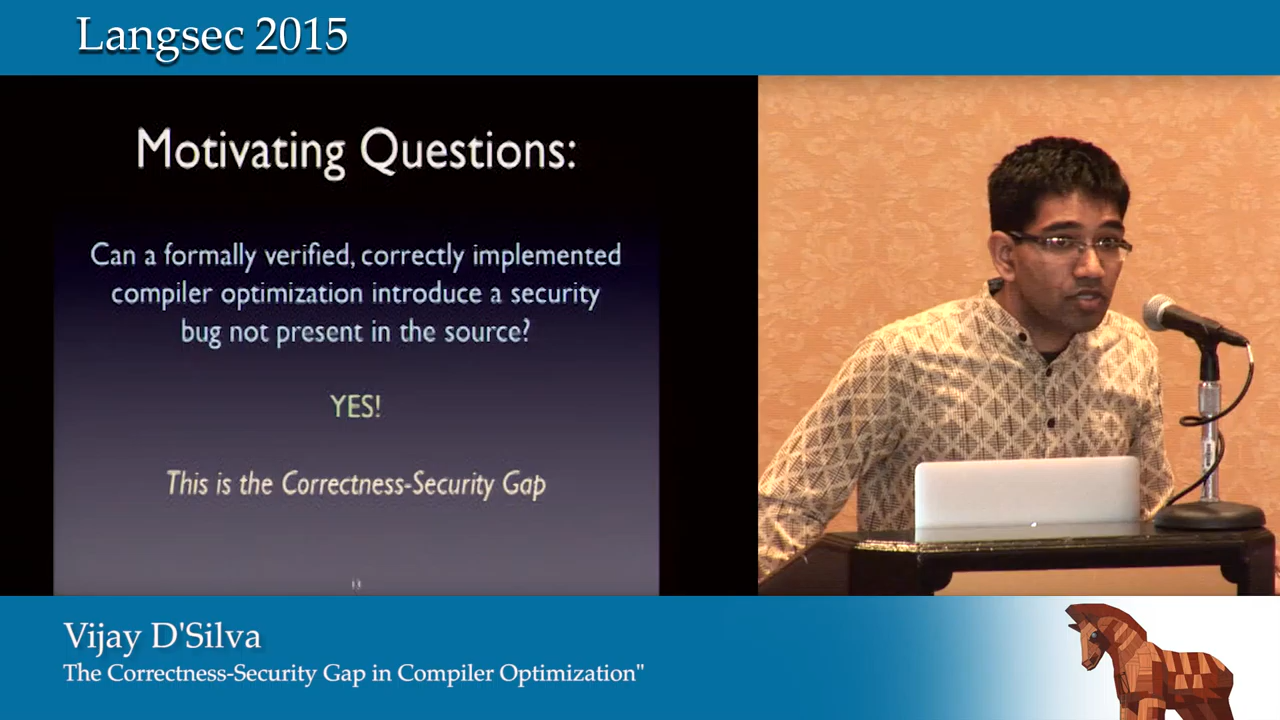 Langsec 2015
Motivating Questions:
Can a formally verified, correctly implemented
compiler optimization introduce a security
bug not present in the source?
YES!
This is the Correctness-Security Gap
Vijay D'Silva
The Correctness-Security Gap in Compiler Optimization"